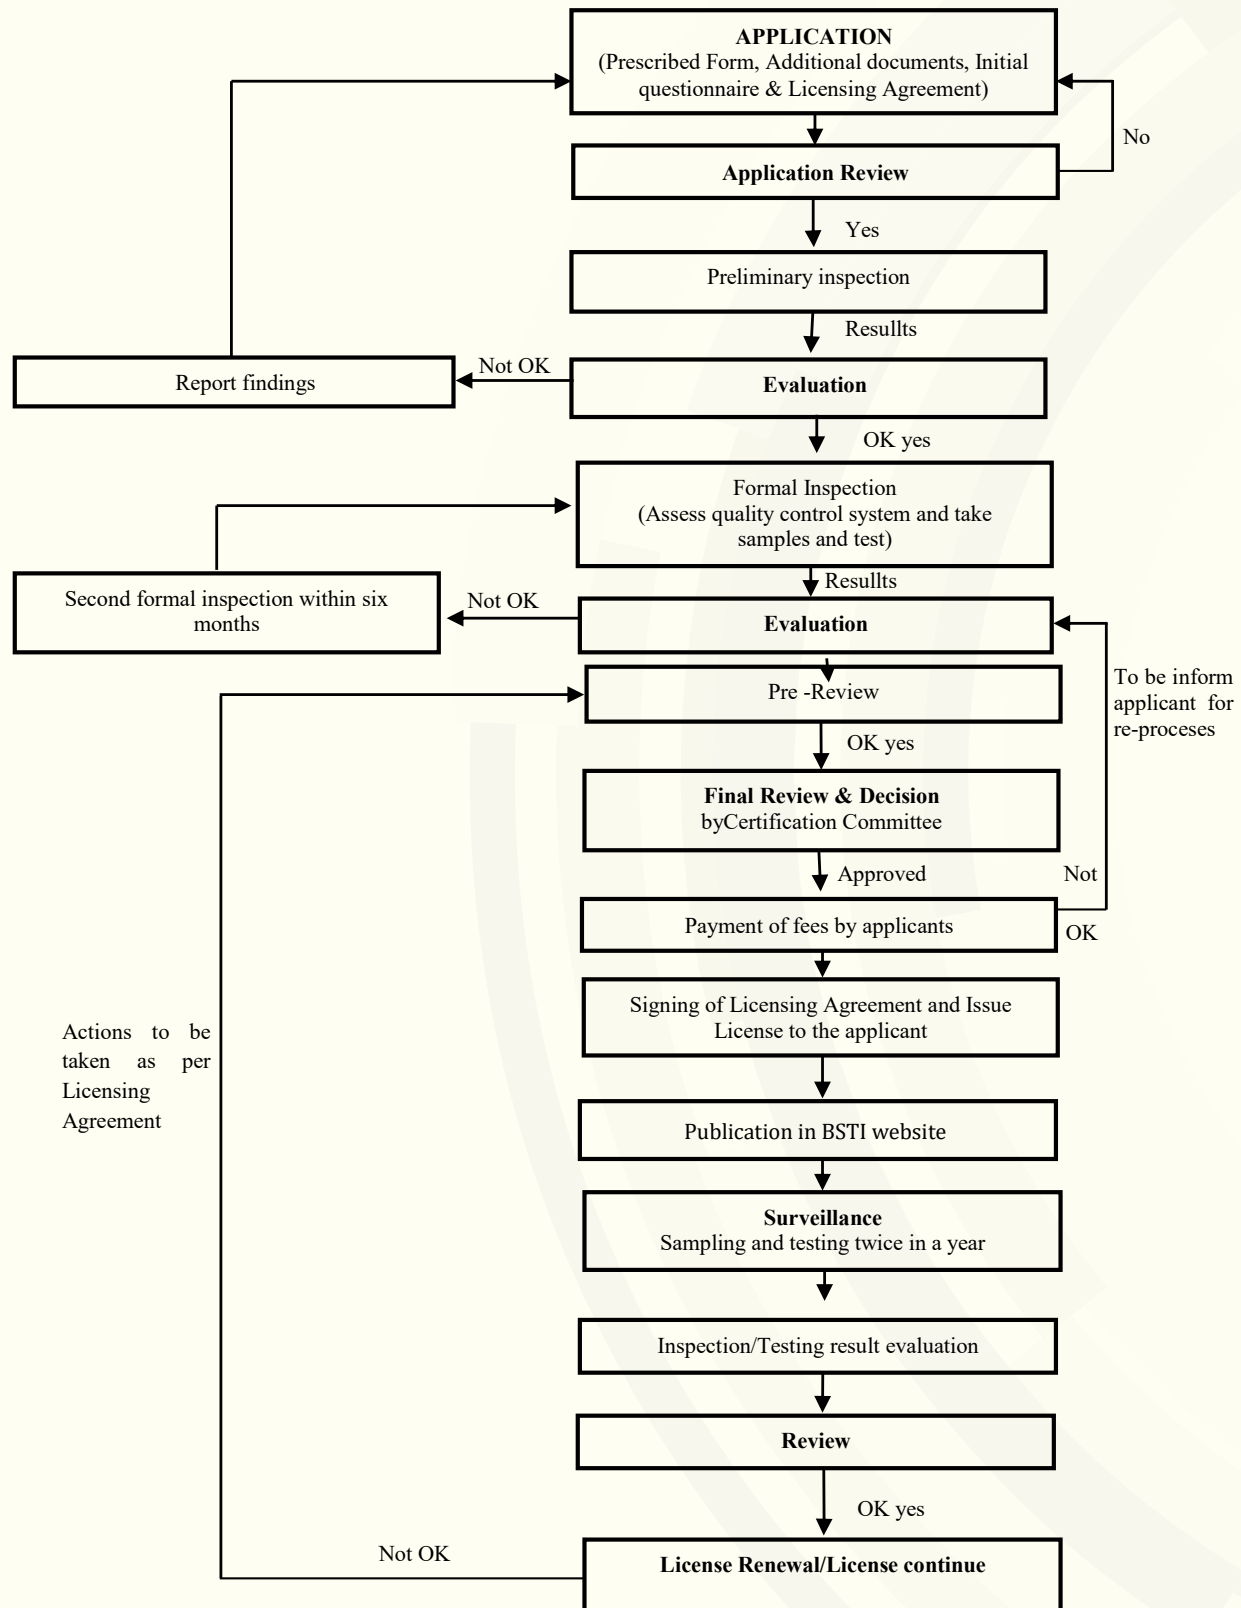 APPLICATION
(Prescribed Form, Additional documents, Initial
questionnaire & Licensing Agreement)
No
Application Review
Yes
Preliminary inspection
Resullts
Not OK
Report findings
Evaluation
OK yes
Formal Inspection
(Assess quality control system and take
samples and test)
Resullts
Second formal inspection within six
months
Not OK
Evaluation
To be inform
applicant for
re-proceses
Pre -Review
OK yes
Final Review & Decision
byCertification Committee
Approved
Not
OK
Payment of fees by applicants
Signing of Licensing Agreement and Issue
License to the applicant
Actions to be
taken as per
Licensing
Agreement
Publication in BSTI website
Surveillance
Sampling and testing twice in a year
Inspection/Testing result evaluation
Review
OK yes
Not OK
License Renewal/License continue